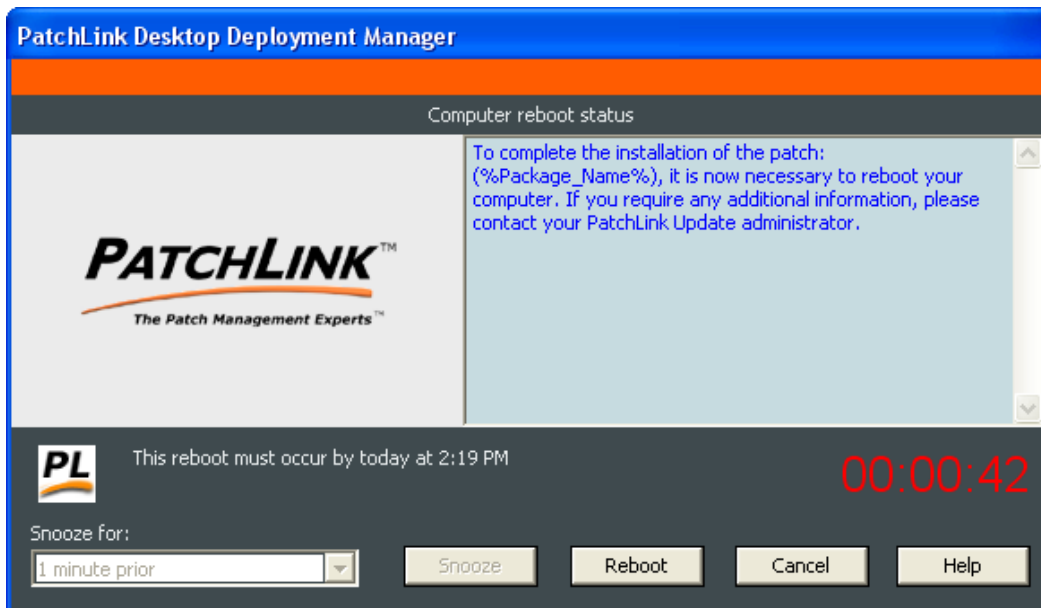 PatchLink Desktop Deployment Manager
Computer reboot status
To complete the installation of the patch:
(%Package_Name%), it is now necessary to reboot your
computer. If you require any additional information, please
contact your PatchLink Update administrator.
PATCHLINK™
The Patch Management Experts™
PL
This reboot must occur by today at 2:19 PM
00:00:42
Snooze for:
1 minute prior
Snooze
Reboot
Cancel
Help